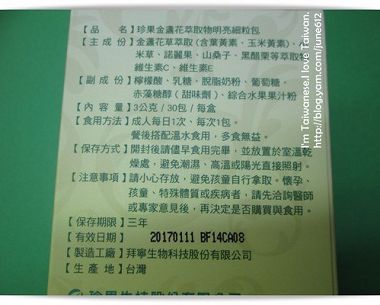 【品　　名】珍果金盞花萃取物明亮細粒包
【主 成 份】金盞花草萃取(含葉黃素、玉米黃素)、
米草、諾麗果、山桑子、黑醋栗等萃取
維生素C、維生素E
【副 成 份】檸檬酸、乳糖、脫脂奶粉、葡萄糖、
赤藻糖醇(甜味劑)、綜合水果果汁粉
【內 容 量】3公克/30包/每盒
【食用方法】成人每日1次、每次1包。
餐後搭配溫水食用，多食無益。
【保存方式】開封後請儘早食用完畢，並放置於室溫乾
燥處，避免潮濕、高溫或陽光直接照射。
【注意事項】請小心存放，避免孩童自行拿取。懷孕、
孩童、特殊體質或疾病者，請先洽詢醫師
或專家意見後，再決定是否購買與食用。
【保存期限】三年
【有效日期】20170111 BF14CA08
【製造工廠】拜寧生物科技股份有限公司
【生 產 地】台灣
I'm Taiwanese,I love Taiwan.
http://blog.yam.com/june612